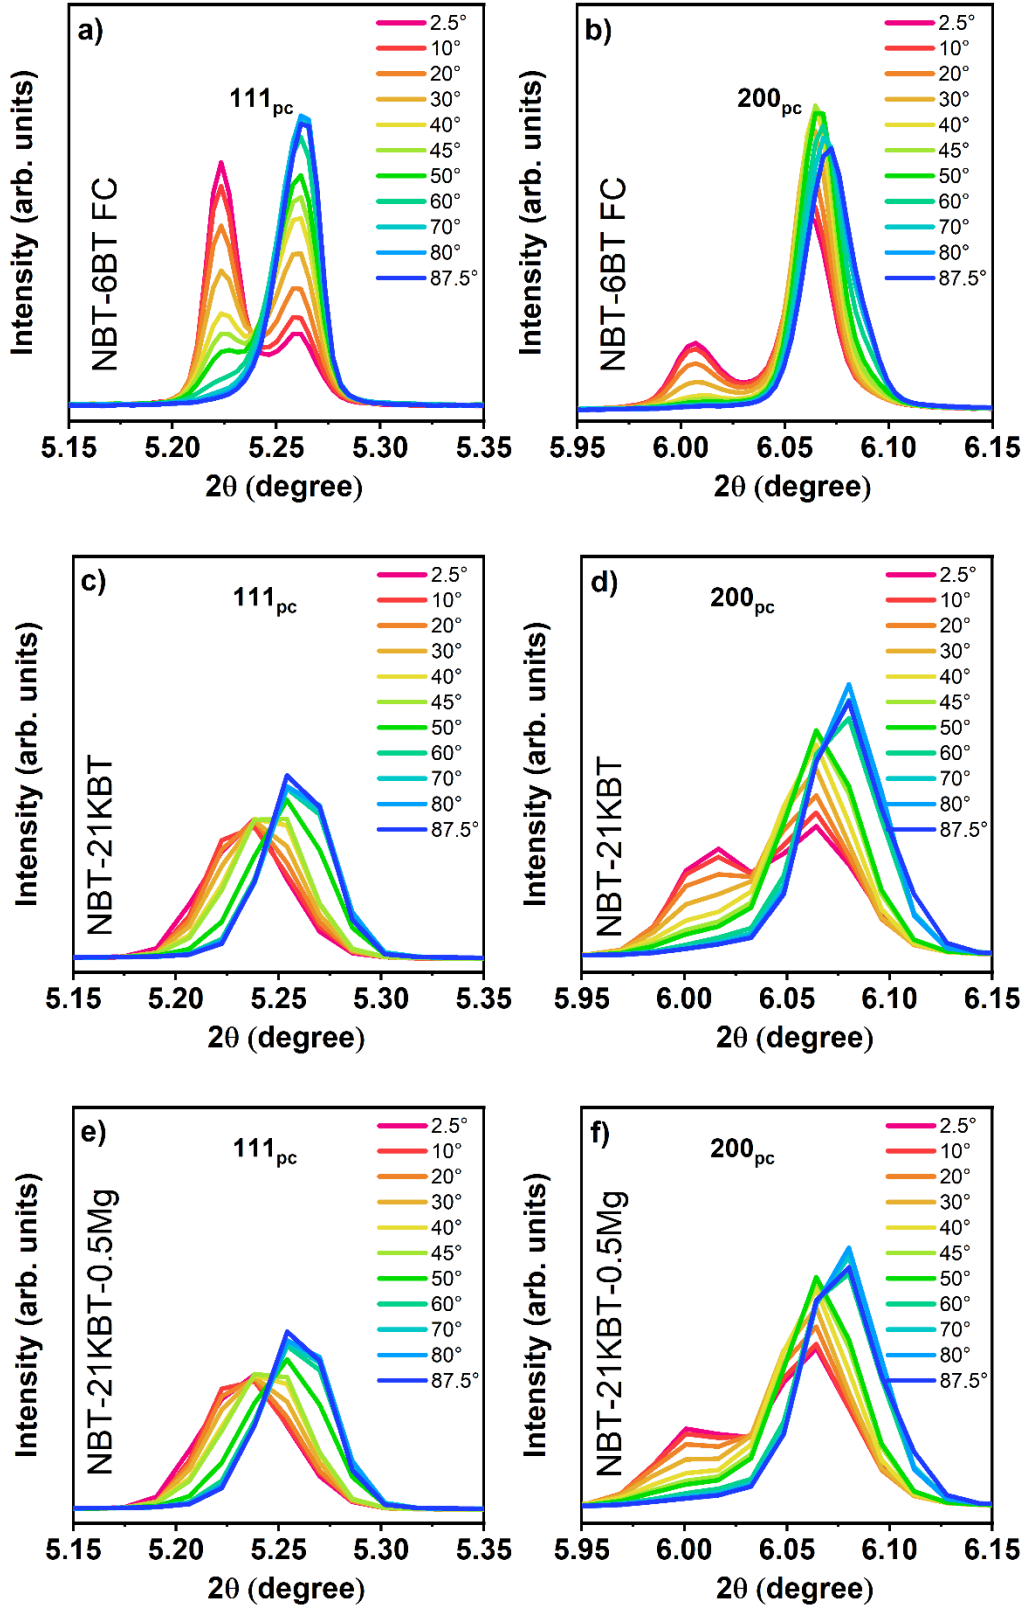 a)
111pc
2.5°
10°
20°
30°
40°
45°
50°
60°
70°
80°
87.5°
NBT-6BT FC
Intensity (arb. units)
5.15 5.20 5.25 5.30 5.35
2θ (degree)
b)
200pc
2.5°
10°
20°
30°
40°
45°
50°
60°
70°
80°
87.5°
NBT-6BT FC
Intensity (arb. units)
5.95 6.00 6.05 6.10 6.15
2θ (degree)
c)
111pc
2.5°
10°
20°
30°
40°
45°
50°
60°
70°
80°
87.5°
NBT-21KBT
Intensity (arb. units)
5.15 5.20 5.25 5.30 5.35
2θ (degree)
d)
200pc
2.5°
10°
20°
30°
40°
45°
50°
60°
70°
80°
87.5°
NBT-21KBT
Intensity (arb. units)
5.95 6.00 6.05 6.10 6.15
2θ (degree)
e)
111pc
2.5°
10°
20°
30°
40°
45°
50°
60°
70°
80°
87.5°
NBT-21KBT-0.5Mg
Intensity (arb. units)
5.15 5.20 5.25 5.30 5.35
2θ (degree)
f)
200pc
2.5°
10°
20°
30°
40°
45°
50°
60°
70°
80°
87.5°
NBT-21KBT-0.5Mg
Intensity (arb. units)
5.95 6.00 6.05 6.10 6.15
2θ (degree)